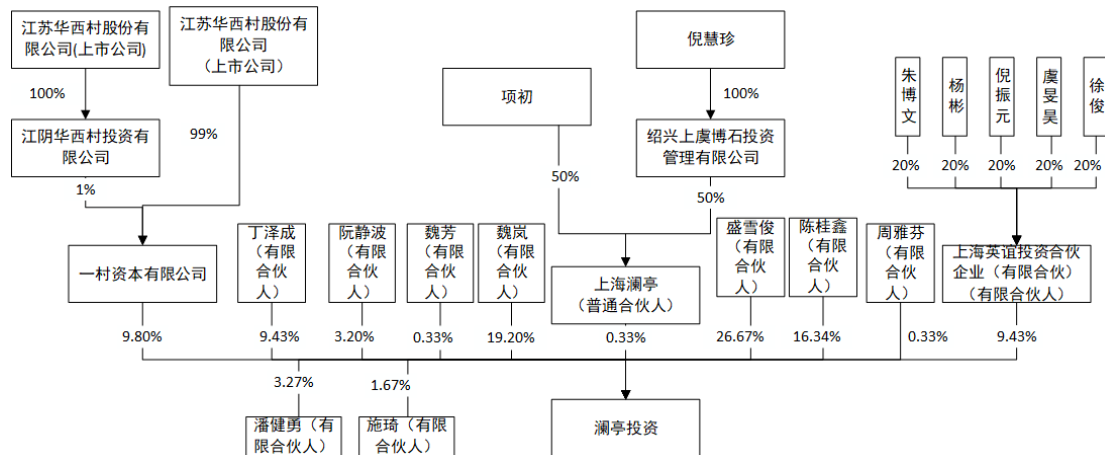 江苏华西村股份有
限公司(上市公司)
江苏华西村股份有
限公司
（上市公司）
倪慧珍
项初
朱博文
杨彬
倪振元
虞旻昊
徐俊
100%
99%
100%
江阴华西村投资有
限公司
绍兴上虞博石投资
管理有限公司
20%
20%
20%
20%
20%
1%
50%
50%
一村资本有限公司
丁泽成
（有限
合伙
人）
阮静波
（有限
合伙
人）
魏芳
（有限
合伙
人）
魏岚
（有限
合伙
人）
上海澜亭
（普通合伙人）
盛雪俊
（有限
合伙
人）
陈桂鑫
（有限
合伙
人）
周雅芬
（有限
合伙
人）
上海英谊投资合伙
企业（有限合伙）
（有限合伙人）
9.80%
9.43%
3.20%
0.33%
19.20%
0.33%
26.67%
16.34%
0.33%
9.43%
3.27%
1.67%
潘健勇（有
限合伙人）
施琦（有限
合伙人）
澜亭投资